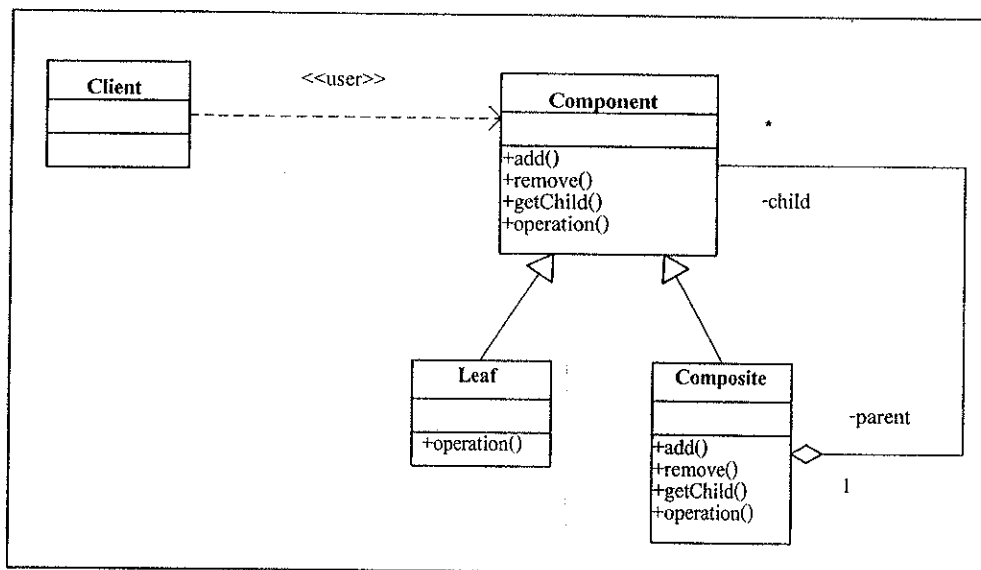 Client
<<user>>
Component
+add()
+remove()
+getChild()
+operation()
*
-child
Leaf
+operation()
Composite
+add()
+remove()
+getChild()
+operation()
-parent
1